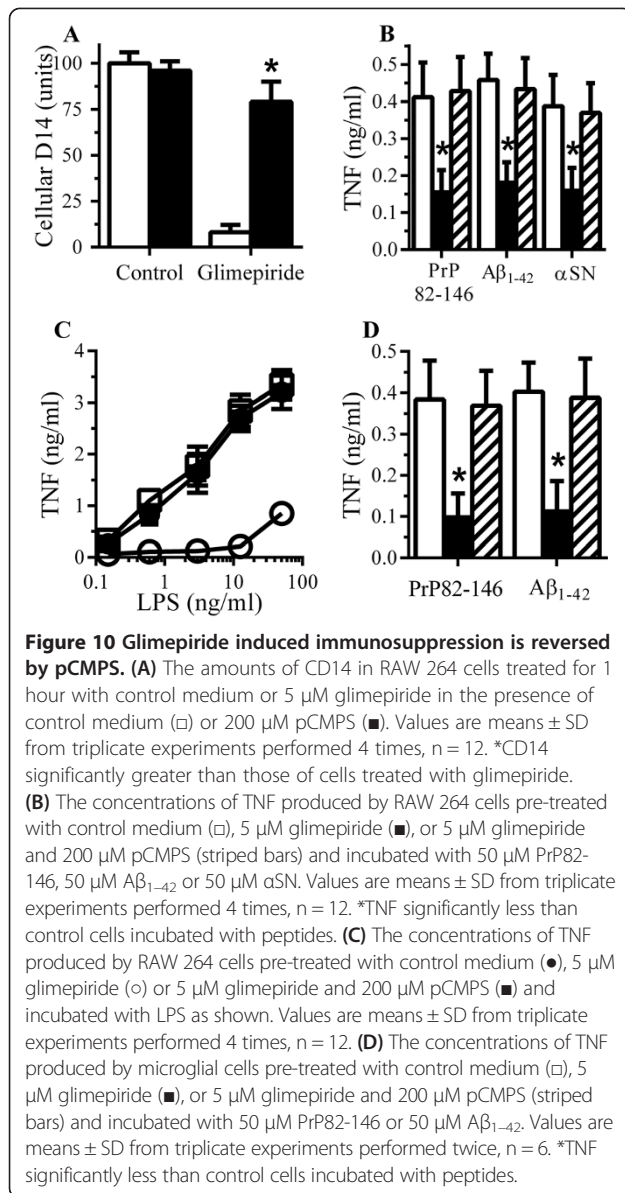 A
Cellular D14 (units)
100
75
50
25
0
*
Control Glimepiride
B
TNF (ng/ml)
0.5
0.4
0.3
0.2
0.1
0.0
* * *
PrP Aβ1-42 αSN
82-146
C
TNF (ng/ml)
4
3
2
1
0
0.1 1 10 100
LPS (ng/ml)
D
TNF (ng/ml)
0.5
0.4
0.3
0.2
0.1
0.0
* *
PrP82-146 Aβ1-42
Figure 10 Glimepiride induced immunosuppression is reversed
by pCMPS. (A) The amounts of CD14 in RAW 264 cells treated for 1
hour with control medium or 5 μM glimepiride in the presence of
control medium (□) or 200 μM pCMPS (■). Values are means ± SD
from triplicate experiments performed 4 times, n = 12. *CD14
significantly greater than those of cells treated with glimepiride.
(B) The concentrations of TNF produced by RAW 264 cells pre-treated
with control medium (□), 5 μM glimepiride (■), or 5 μM glimepiride
and 200 μM pCMPS (striped bars) and incubated with 50 μM PrP82-
146, 50 μM Aβ1–42 or 50 μM αSN. Values are means ± SD from triplicate
experiments performed 4 times, n = 12. *TNF significantly less than
control cells incubated with peptides. (C) The concentrations of TNF
produced by RAW 264 cells pre-treated with control medium (●), 5 μM
glimepiride (○) or 5 μM glimepiride and 200 μM pCMPS (■) and
incubated with LPS as shown. Values are means ± SD from triplicate
experiments performed 4 times, n = 12. (D) The concentrations of TNF
produced by microglial cells pre-treated with control medium (□), 5
μM glimepiride (■), or 5 μM glimepiride and 200 μM pCMPS (striped
bars) and incubated with 50 μM PrP82-146 or 50 μM Aβ1–42. Values are
means ± SD from triplicate experiments performed twice, n = 6. *TNF
significantly less than control cells incubated with peptides.